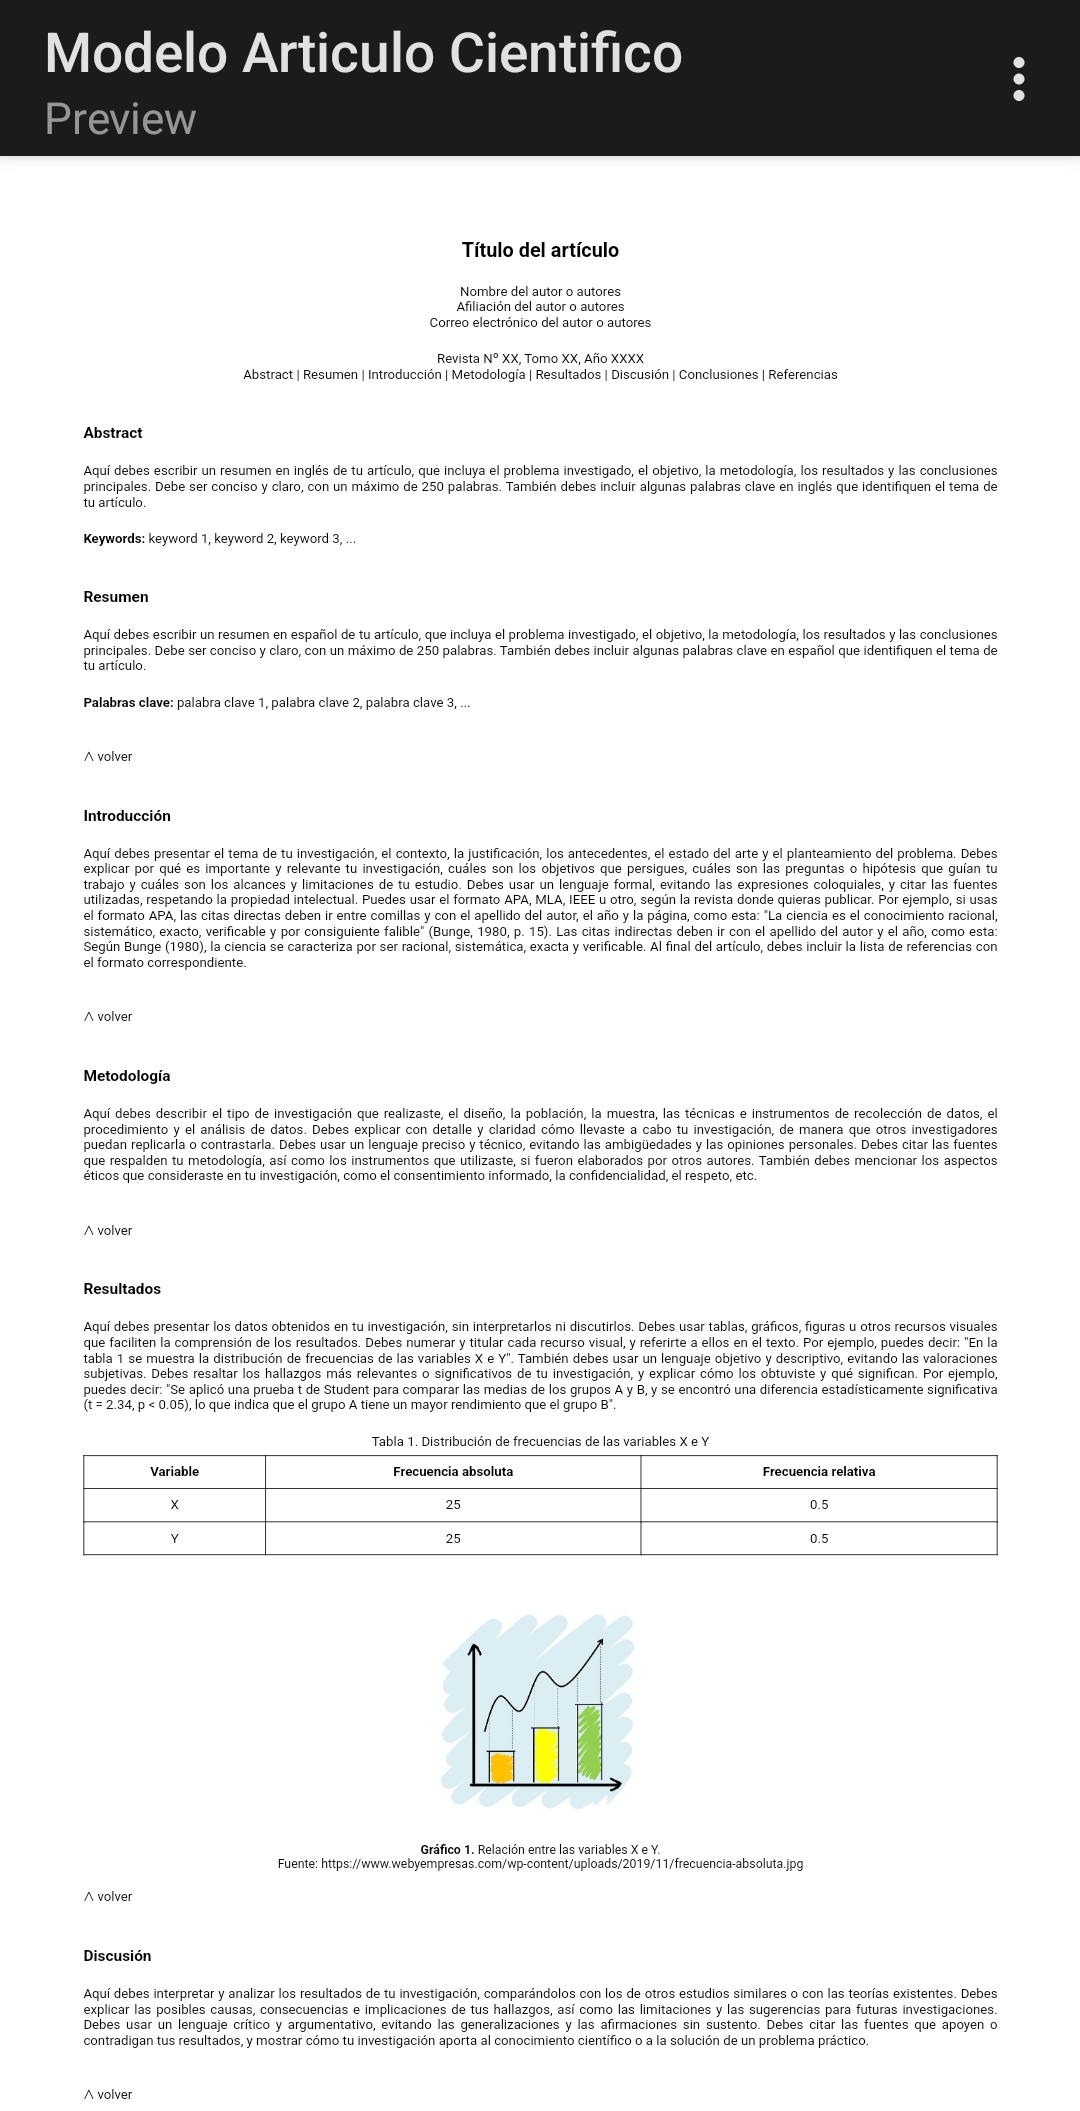 Modelo Articulo Cientifico
Preview
Título del artículo
Nombre del autor o autores
Afiliación del autor o autores
Correo electrónico del autor o autores
Revista Nº XX, Tomo XX, Año XXXX
Abstract | Resumen | Introducción | Metodología | Resultados | Discusión | Conclusiones | Referencias
Abstract
Aquí debes escribir un resumen en inglés de tu artículo, que incluya el problema investigado, el objetivo, la metodología, los resultados y las conclusiones
principales. Debe ser conciso y claro, con un máximo de 250 palabras. También debes incluir algunas palabras clave en inglés que identifiquen el tema de
tu artículo.
Keywords: keyword 1, keyword 2, keyword 3, ...
Resumen
Aquí debes escribir un resumen en español de tu artículo, que incluya el problema investigado, el objetivo, la metodología, los resultados y las conclusiones
principales. Debe ser conciso y claro, con un máximo de 250 palabras. También debes incluir algunas palabras clave en español que identifiquen el tema de
tu artículo.
Palabras clave: palabra clave 1, palabra clave 2, palabra clave 3, ...
⋀ volver
Introducción
Aquí debes presentar el tema de tu investigación, el contexto, la justificación, los antecedentes, el estado del arte y el planteamiento del problema. Debes
explicar por qué es importante y relevante tu investigación, cuáles son los objetivos que persigues, cuáles son las preguntas o hipótesis que guían tu
trabajo y cuáles son los alcances y limitaciones de tu estudio. Debes usar un lenguaje formal, evitando las expresiones coloquiales, y citar las fuentes
utilizadas, respetando la propiedad intelectual. Puedes usar el formato APA, MLA, IEEE u otro, según la revista donde quieras publicar. Por ejemplo, si usas
el formato APA, las citas directas deben ir entre comillas y con el apellido del autor, el año y la página, como esta: "La ciencia es el conocimiento racional,
sistemático, exacto, verificable y por consiguiente falible" (Bunge, 1980, p. 15). Las citas indirectas deben ir con el apellido del autor y el año, como esta:
Según Bunge (1980), la ciencia se caracteriza por ser racional, sistemática, exacta y verificable. Al final del artículo, debes incluir la lista de referencias con
el formato correspondiente.
⋀ volver
Metodología
Aquí debes describir el tipo de investigación que realizaste, el diseño, la población, la muestra, las técnicas e instrumentos de recolección de datos, el
procedimiento y el análisis de datos. Debes explicar con detalle y claridad cómo llevaste a cabo tu investigación, de manera que otros investigadores
puedan replicarla o contrastarla. Debes usar un lenguaje preciso y técnico, evitando las ambigüedades y las opiniones personales. Debes citar las fuentes
que respalden tu metodología, así como los instrumentos que utilizaste, si fueron elaborados por otros autores. También debes mencionar los aspectos
éticos que consideraste en tu investigación, como el consentimiento informado, la confidencialidad, el respeto, etc.
⋀ volver
Resultados
Aquí debes presentar los datos obtenidos en tu investigación, sin interpretarlos ni discutirlos. Debes usar tablas, gráficos, figuras u otros recursos visuales
que faciliten la comprensión de los resultados. Debes numerar y titular cada recurso visual, y referirte a ellos en el texto. Por ejemplo, puedes decir: "En la
tabla 1 se muestra la distribución de frecuencias de las variables X e Y". También debes usar un lenguaje objetivo y descriptivo, evitando las valoraciones
subjetivas. Debes resaltar los hallazgos más relevantes o significativos de tu investigación, y explicar cómo los obtuviste y qué significan. Por ejemplo,
puedes decir: "Se aplicó una prueba t de Student para comparar las medias de los grupos A y B, y se encontró una diferencia estadísticamente significativa
(t = 2.34, p < 0.05), lo que indica que el grupo A tiene un mayor rendimiento que el grupo B".
Tabla 1. Distribución de frecuencias de las variables X e Y
Variable Frecuencia absoluta Frecuencia relativa
X 25 0.5
Y 25 0.5
Gráfico 1. Relación entre las variables X e Y.
Fuente: https://www.webyempresas.com/wp-content/uploads/2019/11/frecuencia-absoluta.jpg
⋀ volver
Discusión
Aquí debes interpretar y analizar los resultados de tu investigación, comparándolos con los de otros estudios similares o con las teorías existentes. Debes
explicar las posibles causas, consecuencias e implicaciones de tus hallazgos, así como las limitaciones y las sugerencias para futuras investigaciones.
Debes usar un lenguaje crítico y argumentativo, evitando las generalizaciones y las afirmaciones sin sustento. Debes citar las fuentes que apoyen o
contradigan tus resultados, y mostrar cómo tu investigación aporta al conocimiento científico o a la solución de un problema práctico.
⋀ volver